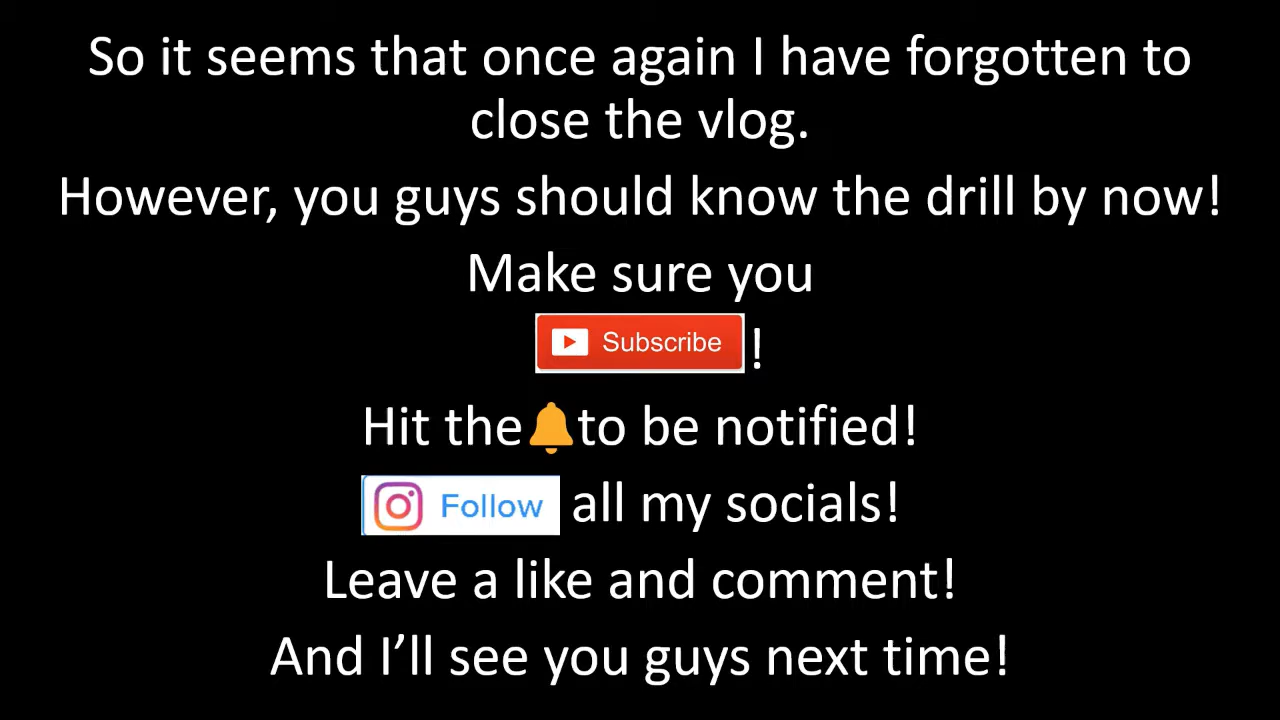 So it seems that once again I have forgotten to
close the vlog.
However, you guys should know the drill by now!
Make sure you
Subscribe!
Hit the to be notified!
Follow all my socials!
Leave a like and comment!
And I’ll see you guys next time!